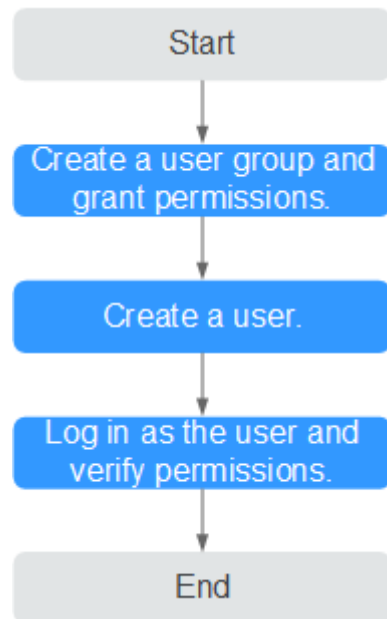 Start
Create a user group and
grant permissions.
Create a user.
Log in as the user and
verify permissions.
End